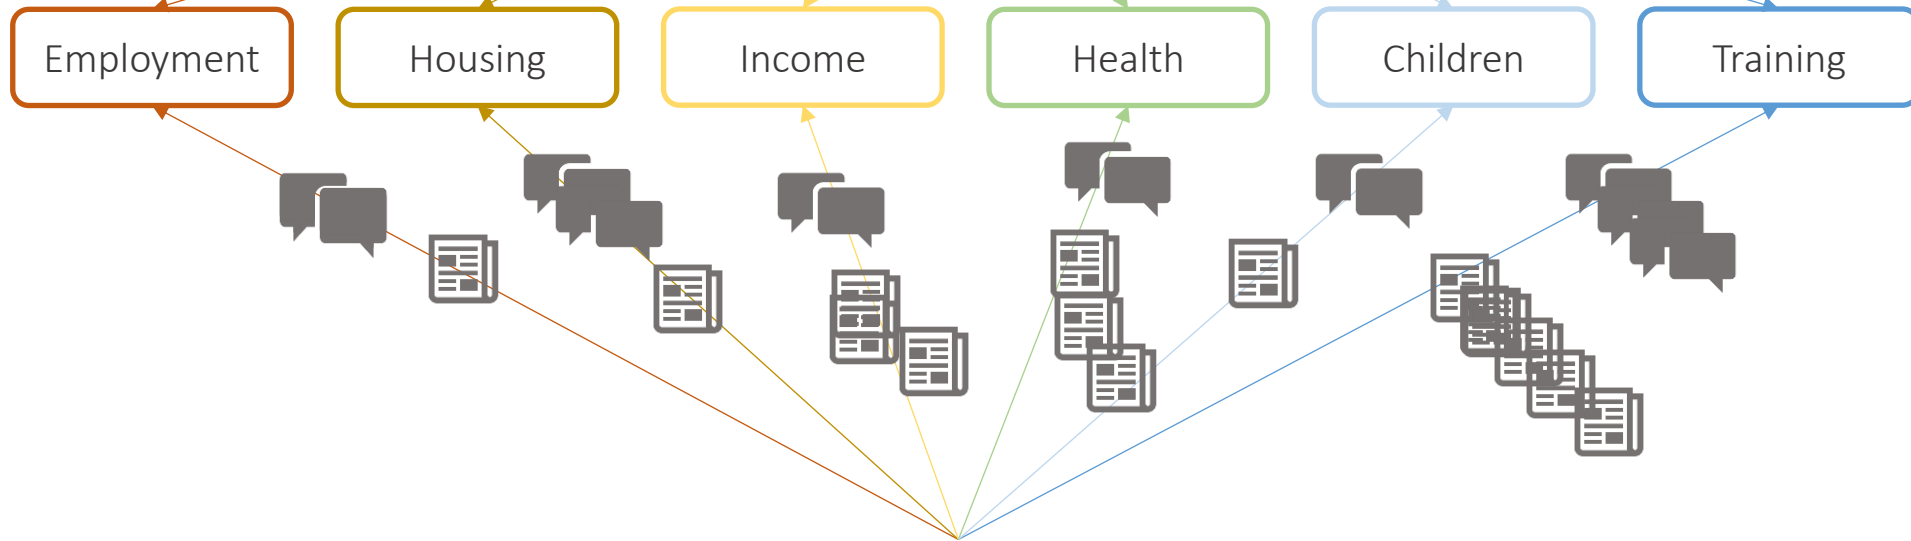 Employment
Housing
Income
Health
Children
Training